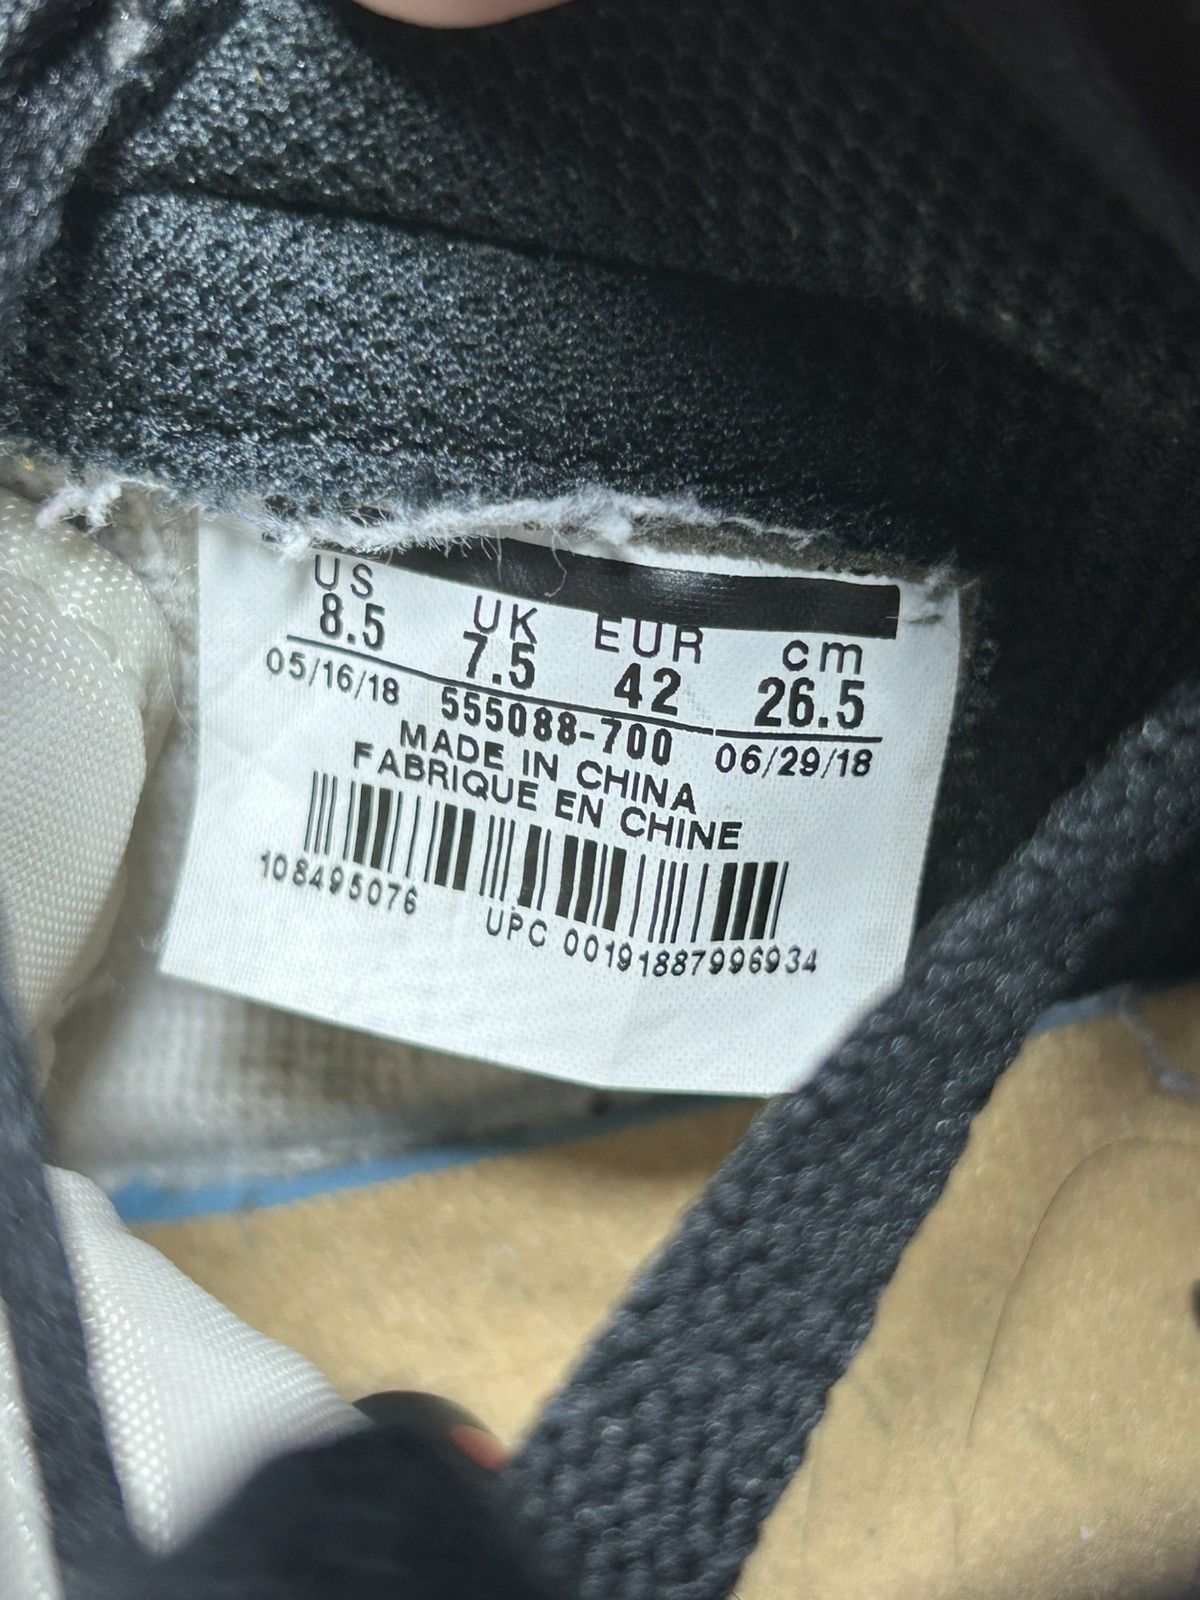 US UK EUR cm
8.5 7.5 42 26.5
05/16/18 555088-700 06/29/18
MADE IN CHINA
FABRIQUE EN CHINE
108495076 UPC 00191887996934